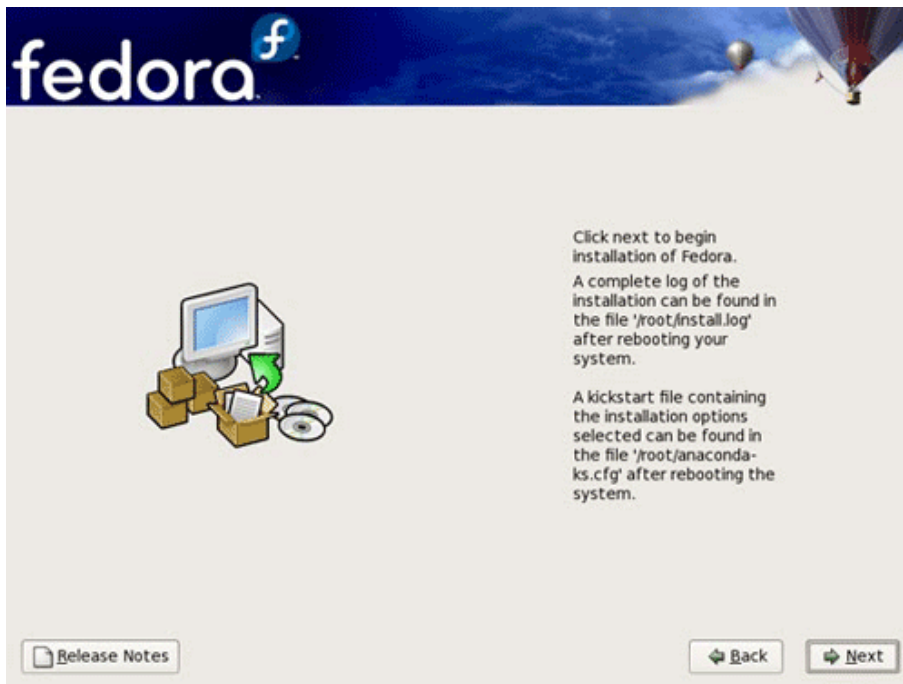 fedora
Click next to begin
installation of Fedora.
A complete log of the
installation can be found in
the file '/root/install.log'
after rebooting your
system.
A kickstart file containing
the installation options
selected can be found in
the file '/root/anaconda-
ks.cfg' after rebooting the
system.
Release Notes
Back
Next